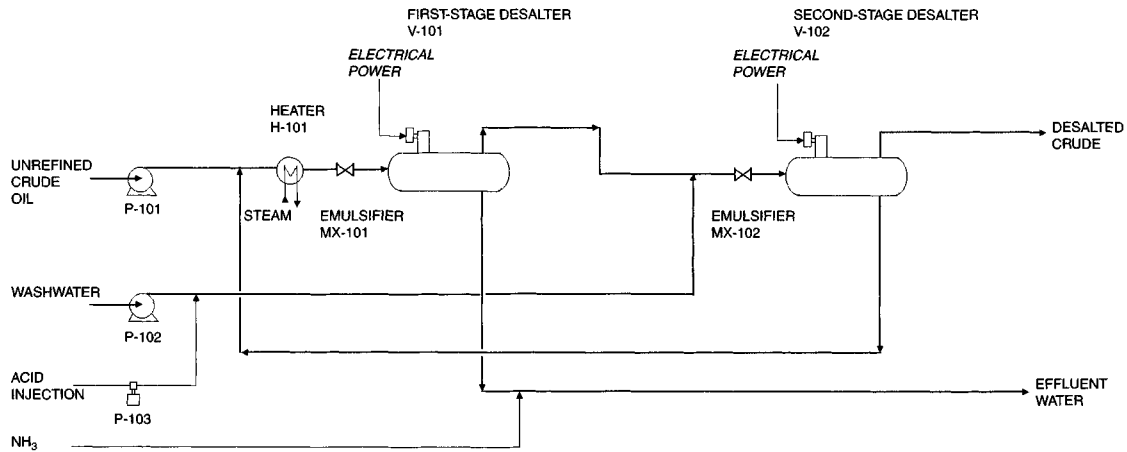 FIRST-STAGE DESALTER
V-101
SECOND-STAGE DESALTER
V-102
ELECTRICAL
POWER
ELECTRICAL
POWER
HEATER
H-101
DESALTED
CRUDE
UNREFINED
CRUDE
OIL
P-101
STEAM
EMULSIFIER
MX-101
EMULSIFIER
MX-102
WASHWATER
P-102
ACID
INJECTION
P-103
EFFLUENT
WATER
NH₃